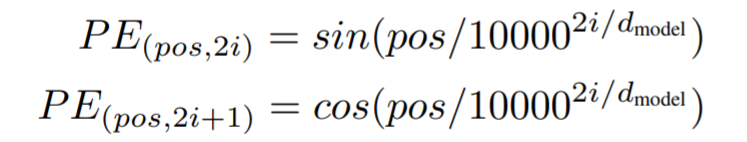 PE_{(pos,2i)} = sin(pos/10000^{2i/d_{model}})
PE_{(pos,2i+1)} = cos(pos/10000^{2i/d_{model}})